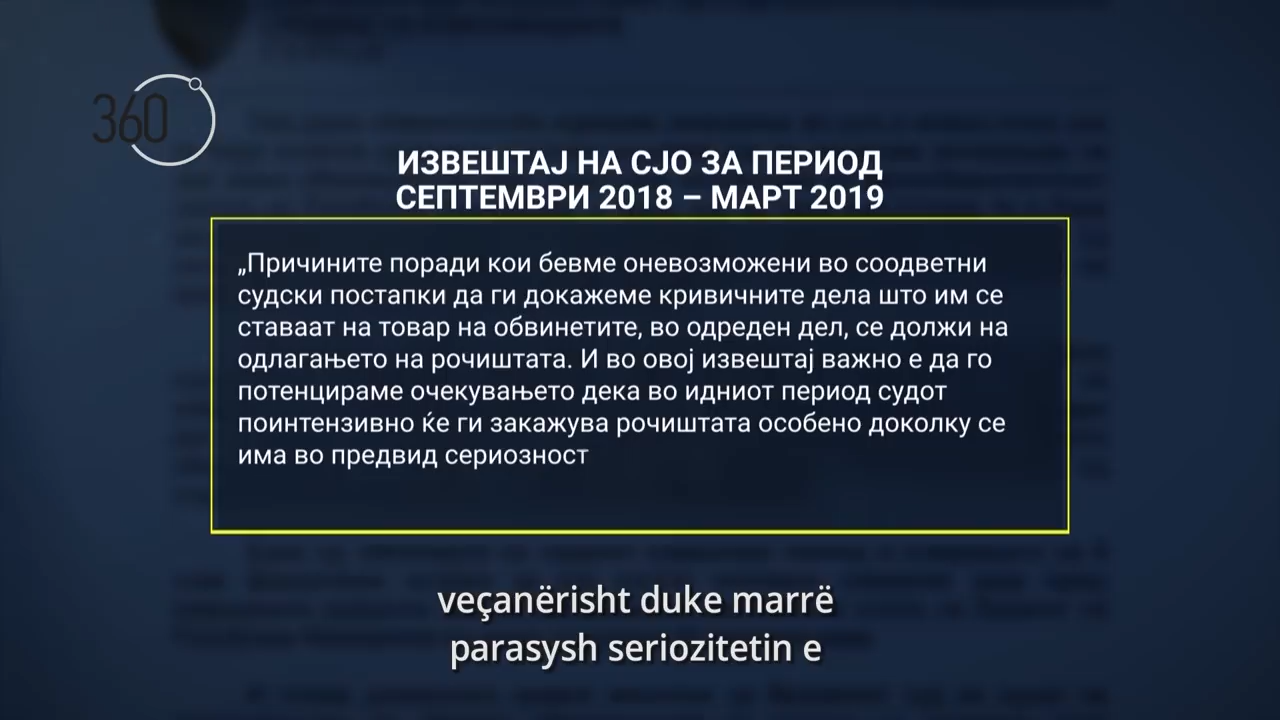 360
ИЗВЕШТАЈ НА СЈО ЗА ПЕРИОД
СЕПТЕМВРИ 2018 – МАРТ 2019
„Причините поради кои бевме оневозможени во соодветни
судски постапки да ги докажеме кривичните дела што им се
ставаат на товар на обвинетите, во одреден дел, се должи на
одлагањето на рочиштата. И во овој извештај важно е да го
потенцираме очекувањето дека во идниот период судот
поинтензивно ќе ги закажува рочиштата особено доколку се
има во предвид сериозност
veçanërisht duke marrë
parasysh seriozitetin e